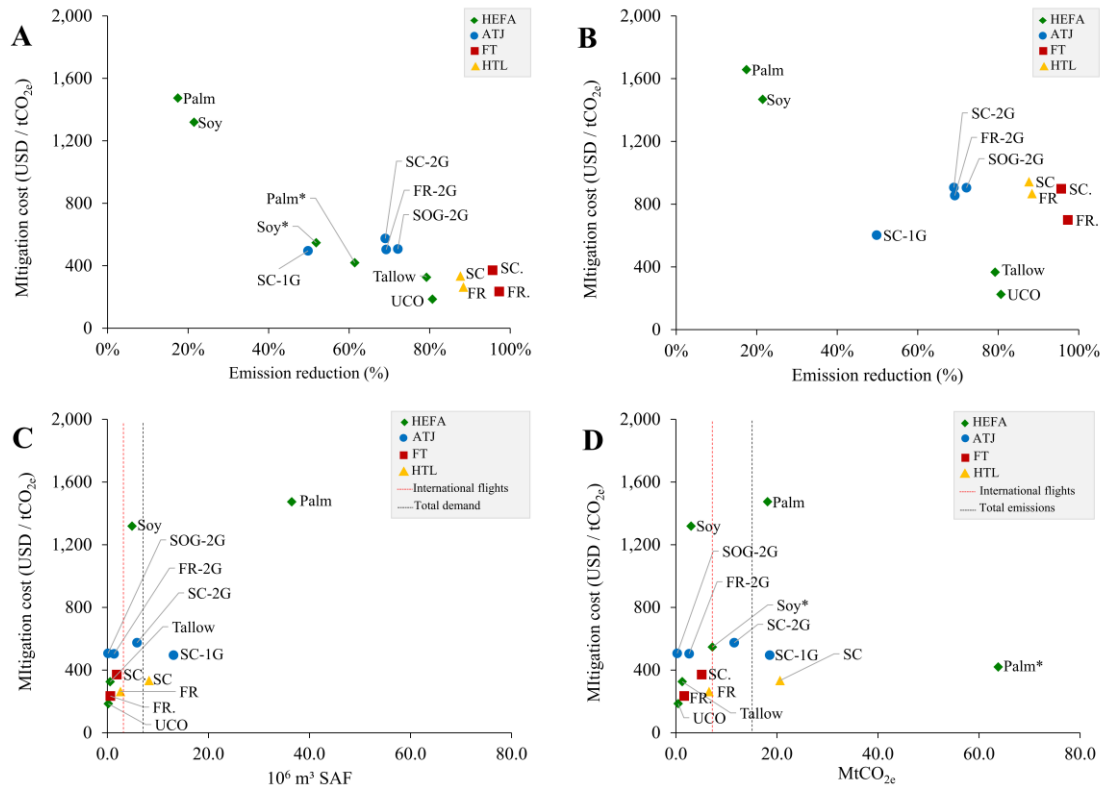 A
MItigation cost (USD / tCO2e)
2,000
1,600
1,200
800
400
0
0%
20%
40%
60%
80%
100%
Emission reduction (%)
HEFA
ATJ
FT
HTL
Palm
Soy
SC-2G
FR-2G
SOG-2G
Palm*
Soy*
SC-1G
Tallow
UCO
SC
FR
SC.
FR.
B
MItigation cost (USD / tCO2e)
2,000
1,600
1,200
800
400
0
0%
20%
40%
60%
80%
100%
Emission reduction (%)
HEFA
ATJ
FT
HTL
Palm
Soy
SC-2G
FR-2G
SOG-2G
SC
FR
SC.
FR.
SC-1G
Tallow
UCO
C
MItigation cost (USD / tCO2e)
2,000
1,600
1,200
800
400
0
0.0
20.0
40.0
60.0
80.0
10⁶ m³ SAF
HEFA
ATJ
FT
HTL
International flights
Total demand
Palm
Soy
SOG-2G
FR-2G
SC-2G
Tallow
SC-1G
SC.
SC
FR
FR.
UCO
D
MItigation cost (USD / tCO2e)
2,000
1,600
1,200
800
400
0
0.0
20.0
40.0
60.0
80.0
MtCO2e
HEFA
ATJ
FT
HTL
International flights
Total emissions
Palm
Soy
SOG-2G
FR-2G
Soy*
SC-2G
SC-1G
SC
Palm*
SC.
FR
FR.
Tallow
UCO